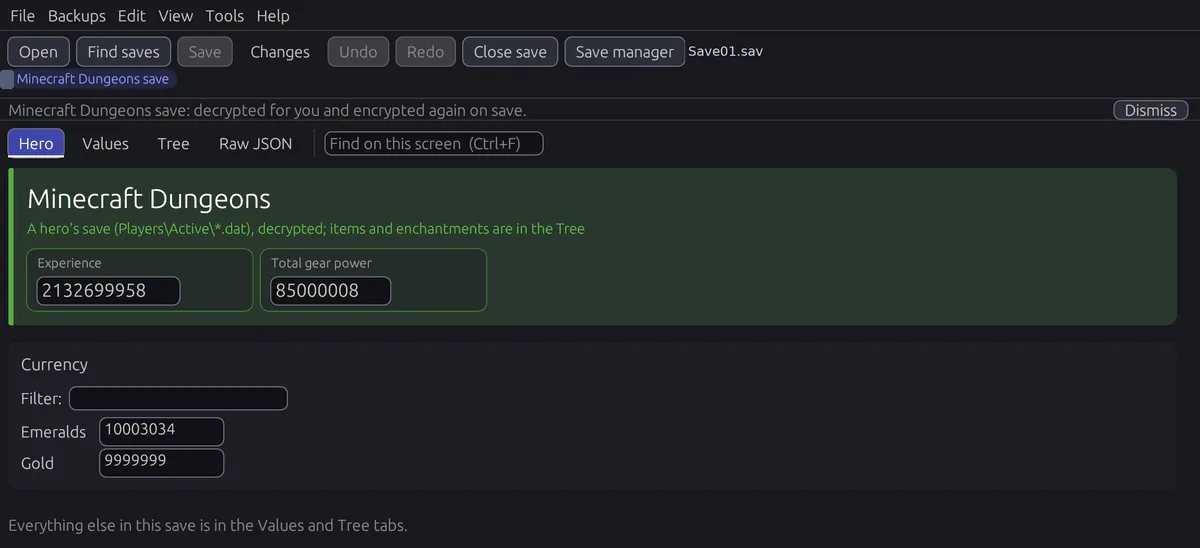 File Backups Edit View Tools Help
Open Find saves Save Changes Undo Redo Close save Save manager Save01.sav
Minecraft Dungeons save
Minecraft Dungeons save: decrypted for you and encrypted again on save. Dismiss
Hero Values Tree Raw JSON Find on this screen (Ctrl+F)
Minecraft Dungeons
A hero's save (Players\Active\*.dat), decrypted; items and enchantments are in the Tree
Experience Total gear power
2132699958 85000008
Currency
Filter:
Emeralds 10003034
Gold 9999999
Everything else in this save is in the Values and Tree tabs.